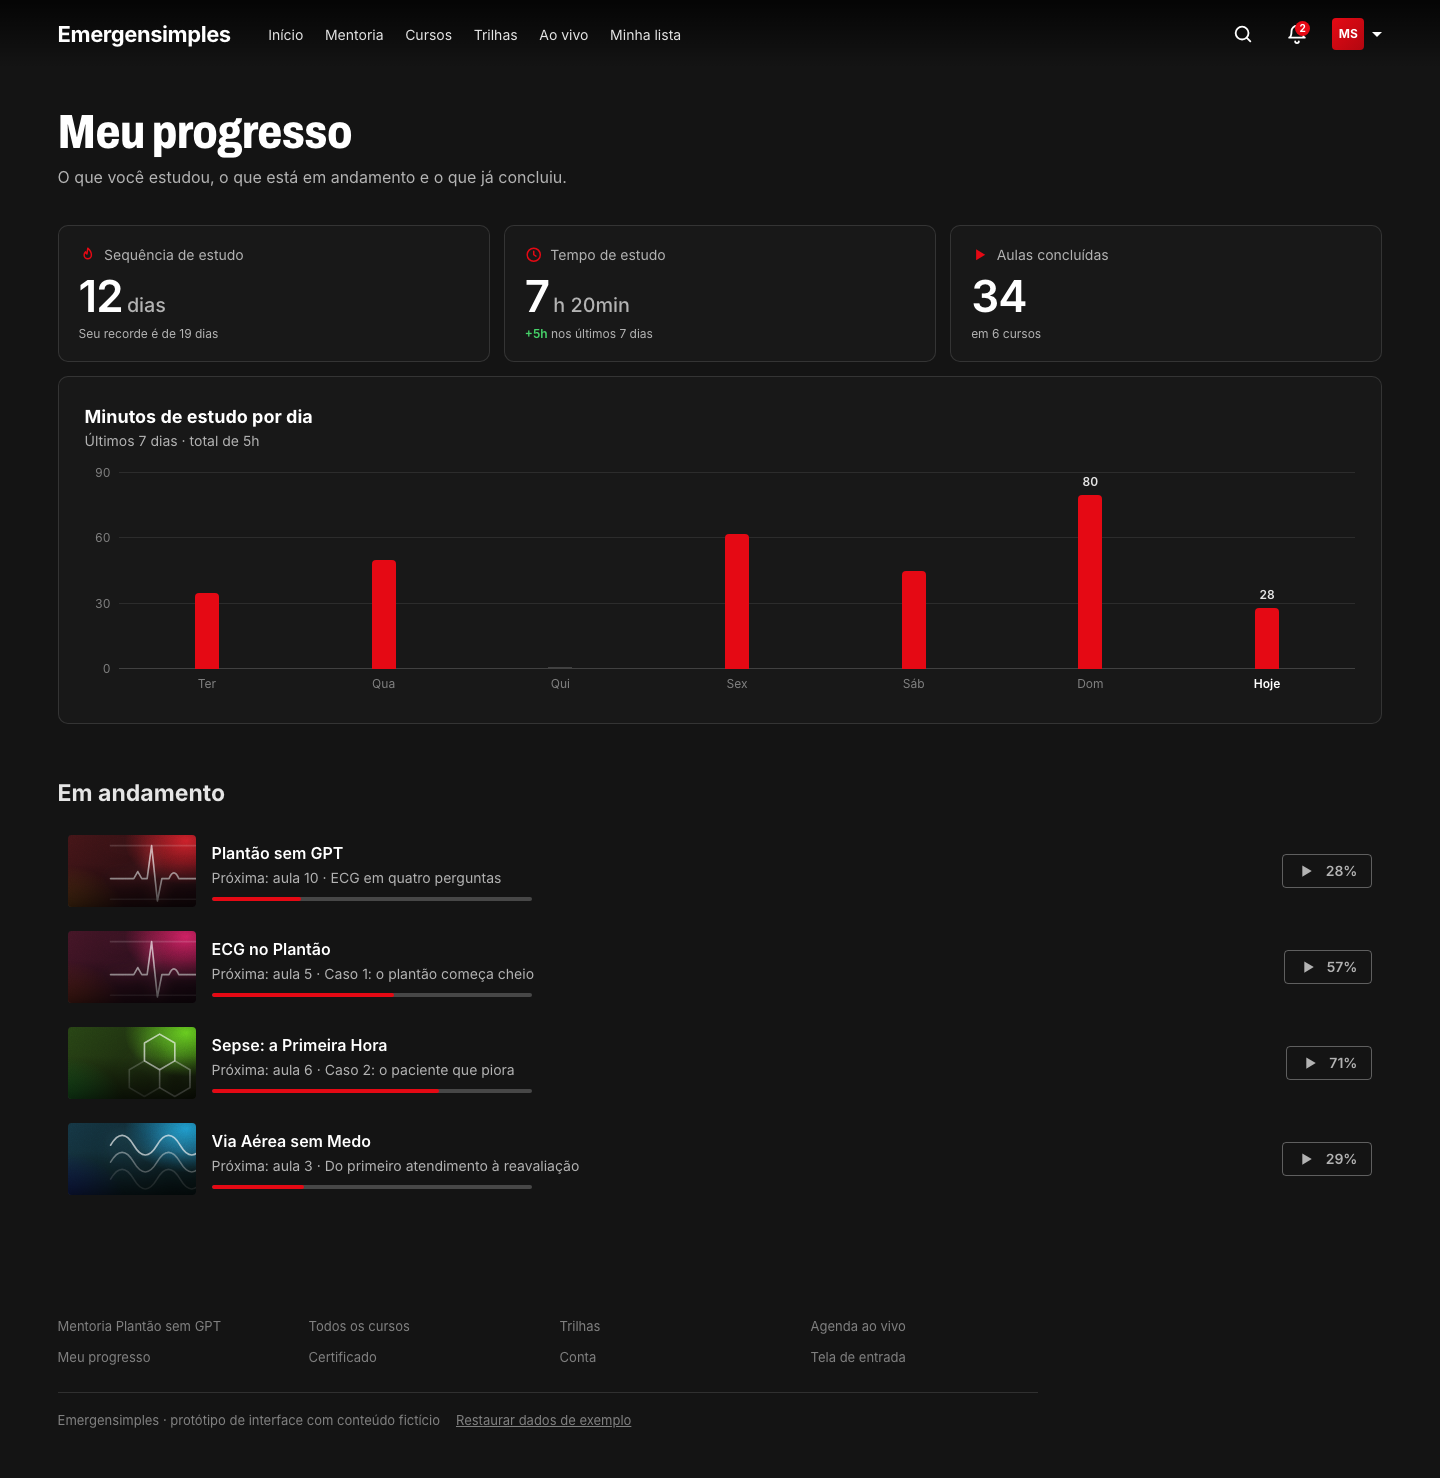 Emergensimples Início Mentoria Cursos Trilhas Ao vivo Minha lista 2 MS
Meu progresso
O que você estudou, o que está em andamento e o que já concluiu.
Sequência de estudo
12 dias
Seu recorde é de 19 dias
Tempo de estudo
7 h 20min
+5h nos últimos 7 dias
Aulas concluídas
34
em 6 cursos
Minutos de estudo por dia
Últimos 7 dias · total de 5h
90
80
60
30
28
0
Ter Qua Qui Sex Sáb Dom Hoje
Em andamento
Plantão sem GPT
Próxima: aula 10 · ECG em quatro perguntas
28%
ECG no Plantão
Próxima: aula 5 · Caso 1: o plantão começa cheio
57%
Sepse: a Primeira Hora
Próxima: aula 6 · Caso 2: o paciente que piora
71%
Via Aérea sem Medo
Próxima: aula 3 · Do primeiro atendimento à reavaliação
29%
Mentoria Plantão sem GPT Todos os cursos Trilhas Agenda ao vivo
Meu progresso Certificado Conta Tela de entrada
Emergensimples · protótipo de interface com conteúdo fictício Restaurar dados de exemplo